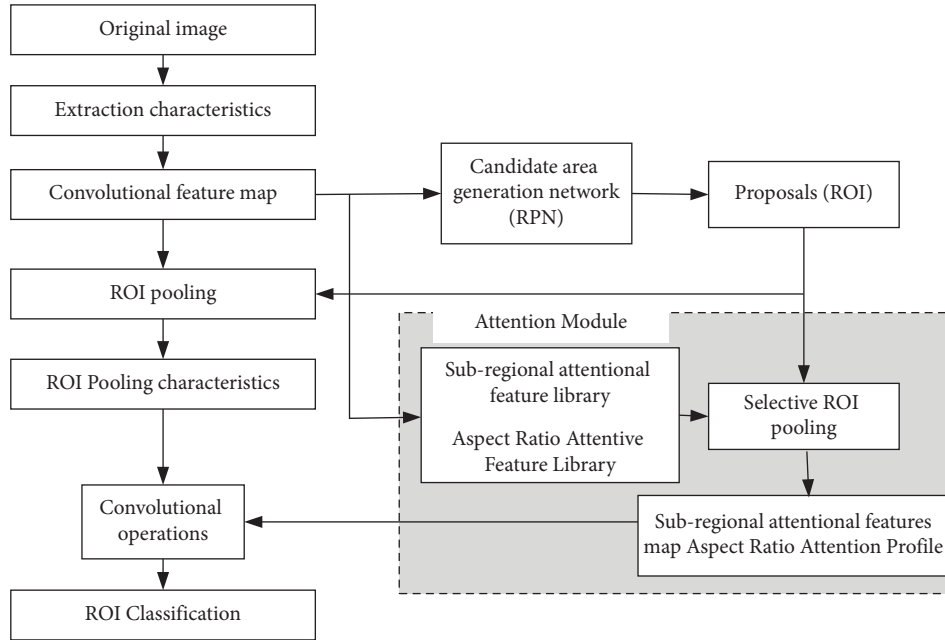 Original image
Extraction characteristics
Convolutional feature map
Candidate area
generation network
(RPN)
Proposals (ROI)
ROI pooling
Attention Module
ROI Pooling characteristics
Sub-regional attentional
feature library
Aspect Ratio Attentive
Feature Library
Selective ROI
pooling
Convolutional
operations
Sub-regional attentional features
map Aspect Ratio Attention Profile
ROI Classification